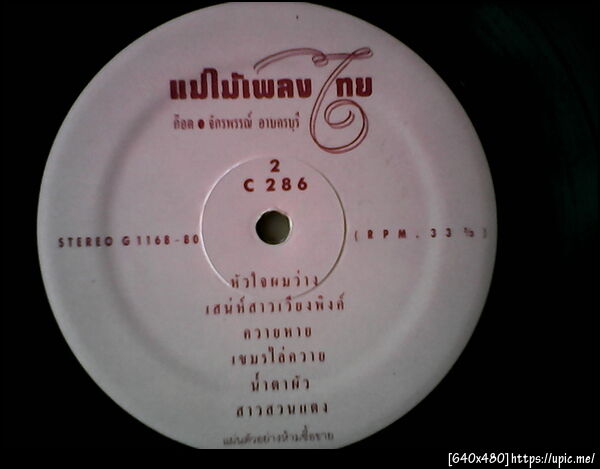 แม่ไม้เพลงไทย
ก๊อด ● จักรพรรณ์ อาบครบุรี
2
C 286
STEREO G 1168-80
( RPM. 33 ⅓ )
หัวใจผมว่าง
เสน่ห์สาวเวียงพิงค์
ควายหาย
เขมรไล่ควาย
น้ำตาผัว
สาวสวนแตง
แผ่นตัวอย่างห้ามซื้อขาย
[640x480]https://upic.me/